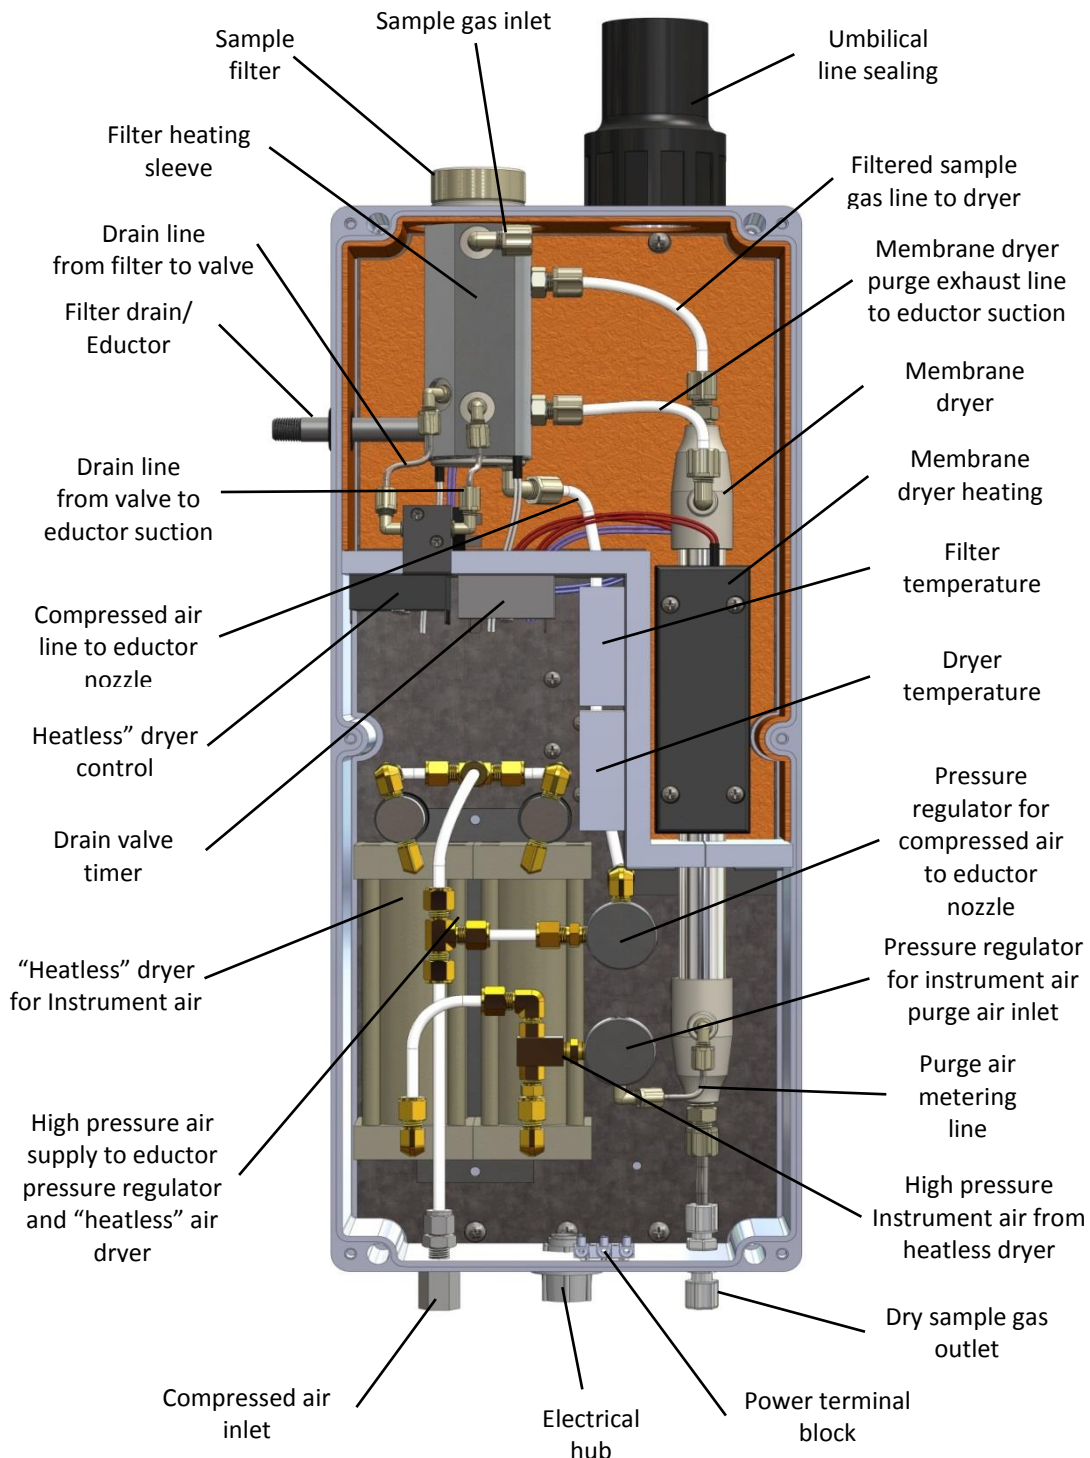 Sample gas inlet
Sample
filter
Umbilical
line sealing
Filter heating
sleeve
Filtered sample
gas line to dryer
Drain line
from filter to valve
Membrane dryer
purge exhaust line
to eductor suction
Filter drain/
Eductor
Membrane
dryer
Drain line
from valve to
eductor suction
Membrane
dryer heating
Filter
temperature
Compressed air
line to eductor
nozzle
Dryer
temperature
Heatless” dryer
control
Pressure
regulator for
compressed air
to eductor
nozzle
Drain valve
timer
“Heatless” dryer
for Instrument air
Pressure regulator
for instrument air
purge air inlet
Purge air
metering
line
High pressure air
supply to eductor
pressure regulator
and “heatless” air
dryer
High pressure
Instrument air from
heatless dryer
Dry sample gas
outlet
Compressed air
inlet
Electrical
hub
Power terminal
block